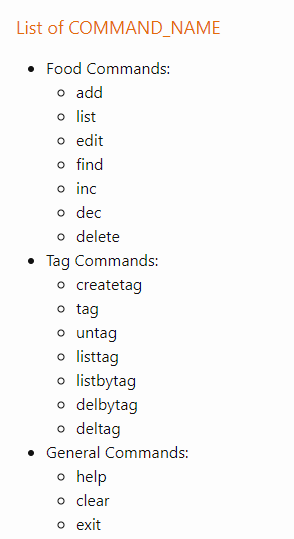 List of COMMAND_NAME
Food Commands:
add
list
edit
find
inc
dec
delete
Tag Commands:
createtag
tag
untag
listtag
listbytag
delbytag
deltag
General Commands:
help
clear
exit